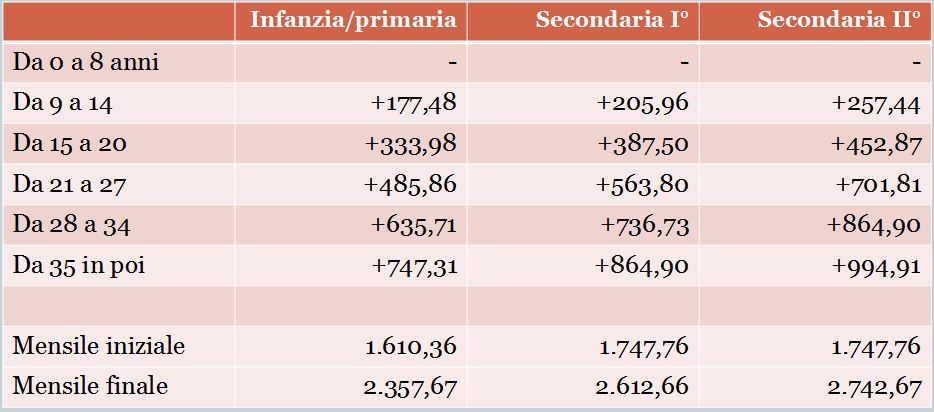 Infanzia/primaria Secondaria I° Secondaria II°
Da 0 a 8 anni - - -
Da 9 a 14 +177,48 +205,96 +257,44
Da 15 a 20 +333,98 +387,50 +452,87
Da 21 a 27 +485,86 +563,80 +701,81
Da 28 a 34 +635,71 +736,73 +864,90
Da 35 in poi +747,31 +864,90 +994,91
Mensile iniziale 1.610,36 1.747,76 1.747,76
Mensile finale 2.357,67 2.612,66 2.742,67